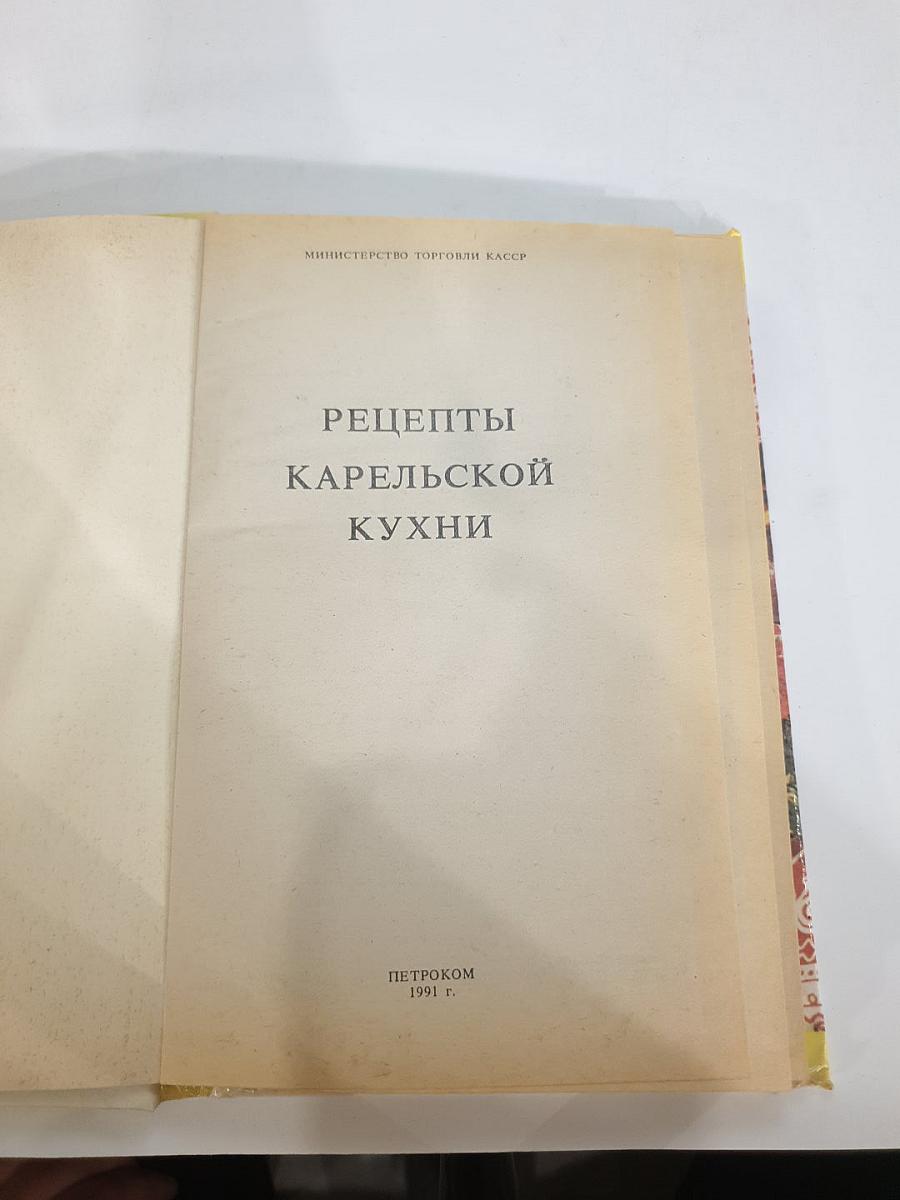 МИНИСТЕРСТВО ТОРГОВЛИ КАССР
РЕЦЕПТЫ
КАРЕЛЬСКОЙ
КУХНИ
ПЕТРОКОМ
1991 г.